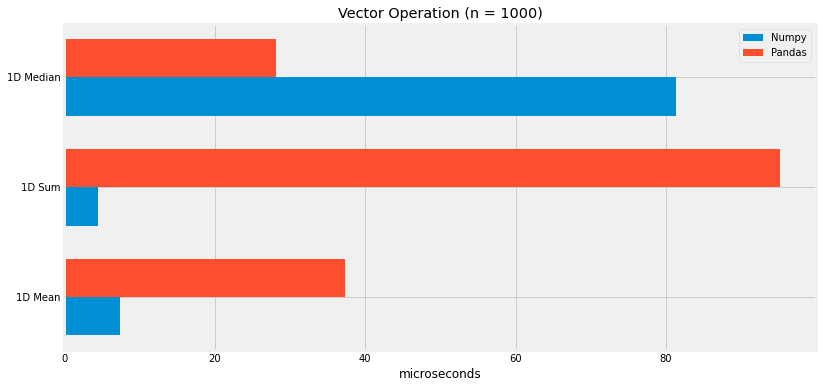 Vector Operation (n = 1000)
Numpy
Pandas
1D Median
1D Sum
1D Mean
0 20 40 60 80
microseconds